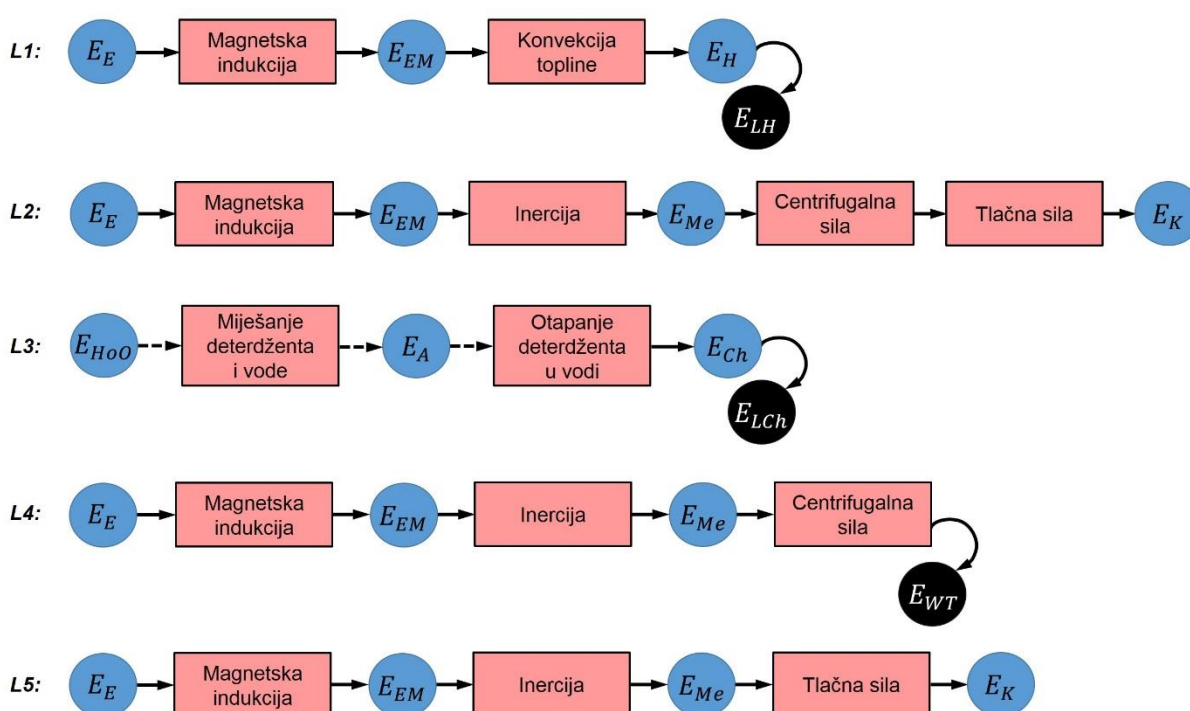 L1: E_E Magnetska indukcija E_EM Konvekcija topline E_H
E_LH
L2: E_E Magnetska indukcija E_EM Inercija E_Me Centrifugalna sila Tlačna sila E_K
L3: E_HoO Miješanje deterdženta i vode E_A Otapanje deterdženta u vodi E_Ch
E_LCh
L4: E_E Magnetska indukcija E_EM Inercija E_Me Centrifugalna sila
E_WT
L5: E_E Magnetska indukcija E_EM Inercija E_Me Tlačna sila E_K